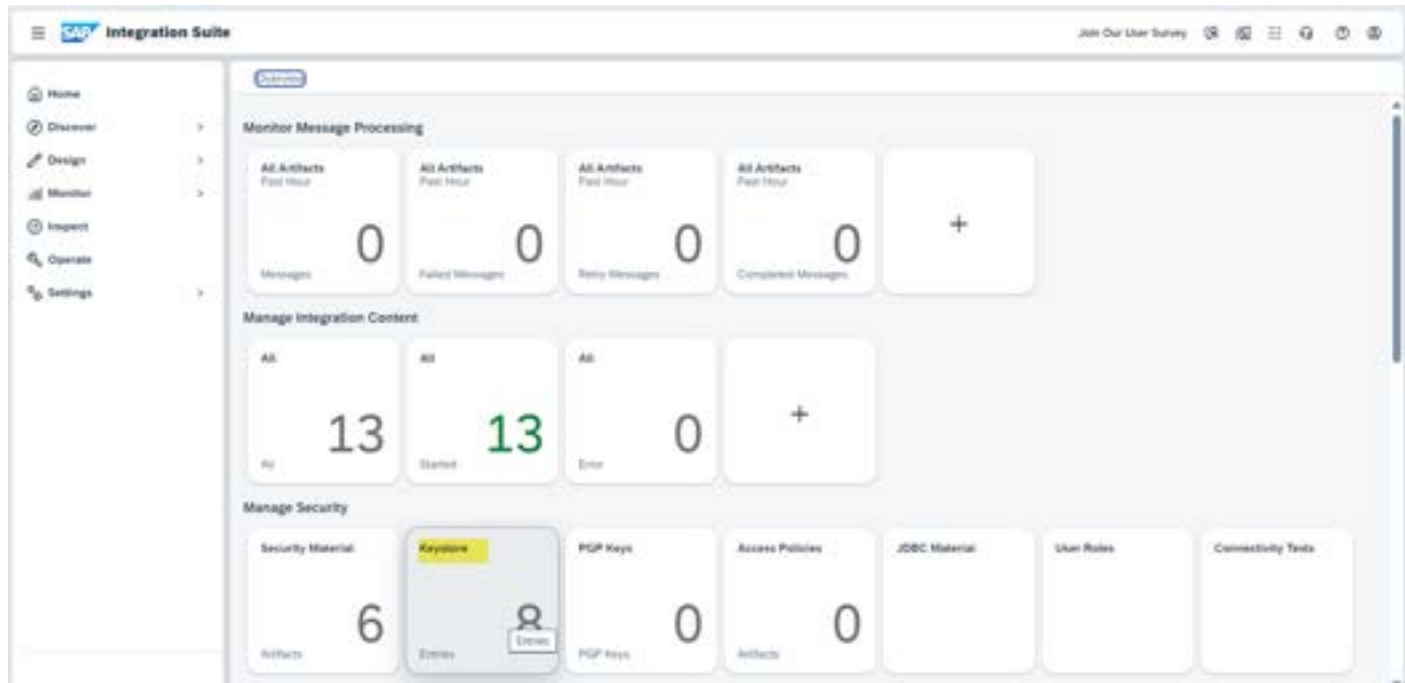 SAP Integration Suite
Join Our User Survey
Home
Discover
Design
Monitor
Inspect
Operate
Settings
Overview
Monitor Message Processing
All Artifacts
Past Hour
0
Messages
All Artifacts
Past Hour
0
Failed Messages
All Artifacts
Past Hour
0
Retry Messages
All Artifacts
Past Hour
0
Completed Messages
+
Manage Integration Content
All
13
All
All
13
Started
All
0
Error
+
Manage Security
Security Material
6
Artifacts
Keystore
8
Entries
Entries
PGP Keys
0
PGP Keys
Access Policies
0
Artifacts
JDBC Material
User Roles
Connectivity Tests